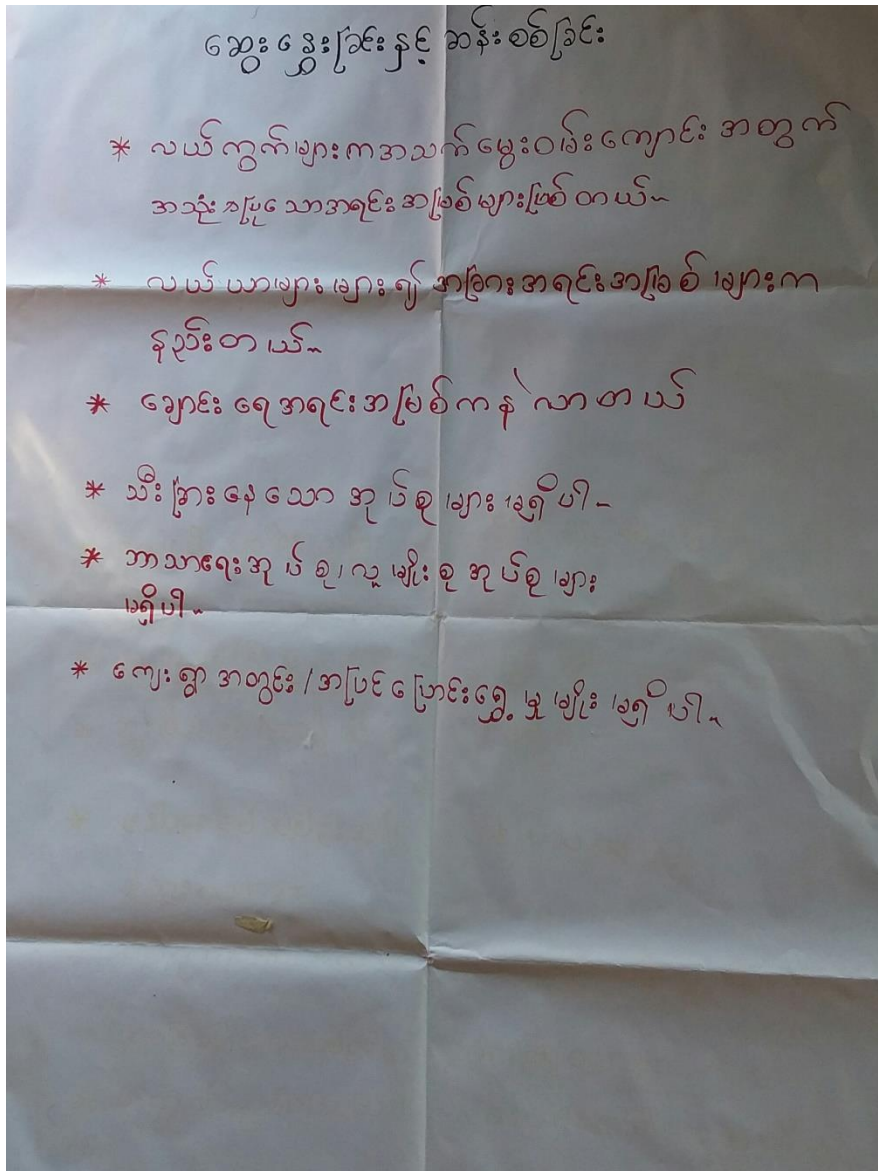 ဆွေးနွေးခြင်းနှင့် ဆန်းစစ်ခြင်း
* လယ်ကွက်များကအသက်မွေးဝမ်းကျောင်း အတွက်
အသုံးပြုသောအရင်းအမြစ်များဖြစ်တယ်~
* လယ်ယာများများ၍ အခြားအရင်းအမြစ်များက
နည်းတယ်~
* ချောင်းရေအရင်းအမြစ်ကနဲလာတယ်
* သီးခြားနေသော အုပ်စုများ မရှိပါ~
* ဘာသာရေးအုပ်စု၊ လူမျိုးစုအုပ်စုများ
မရှိပါ~
* ကျေးရွာအတွင်း/အပြင်ပြောင်းရွှေ့မှုမျိုး မရှိပါ~